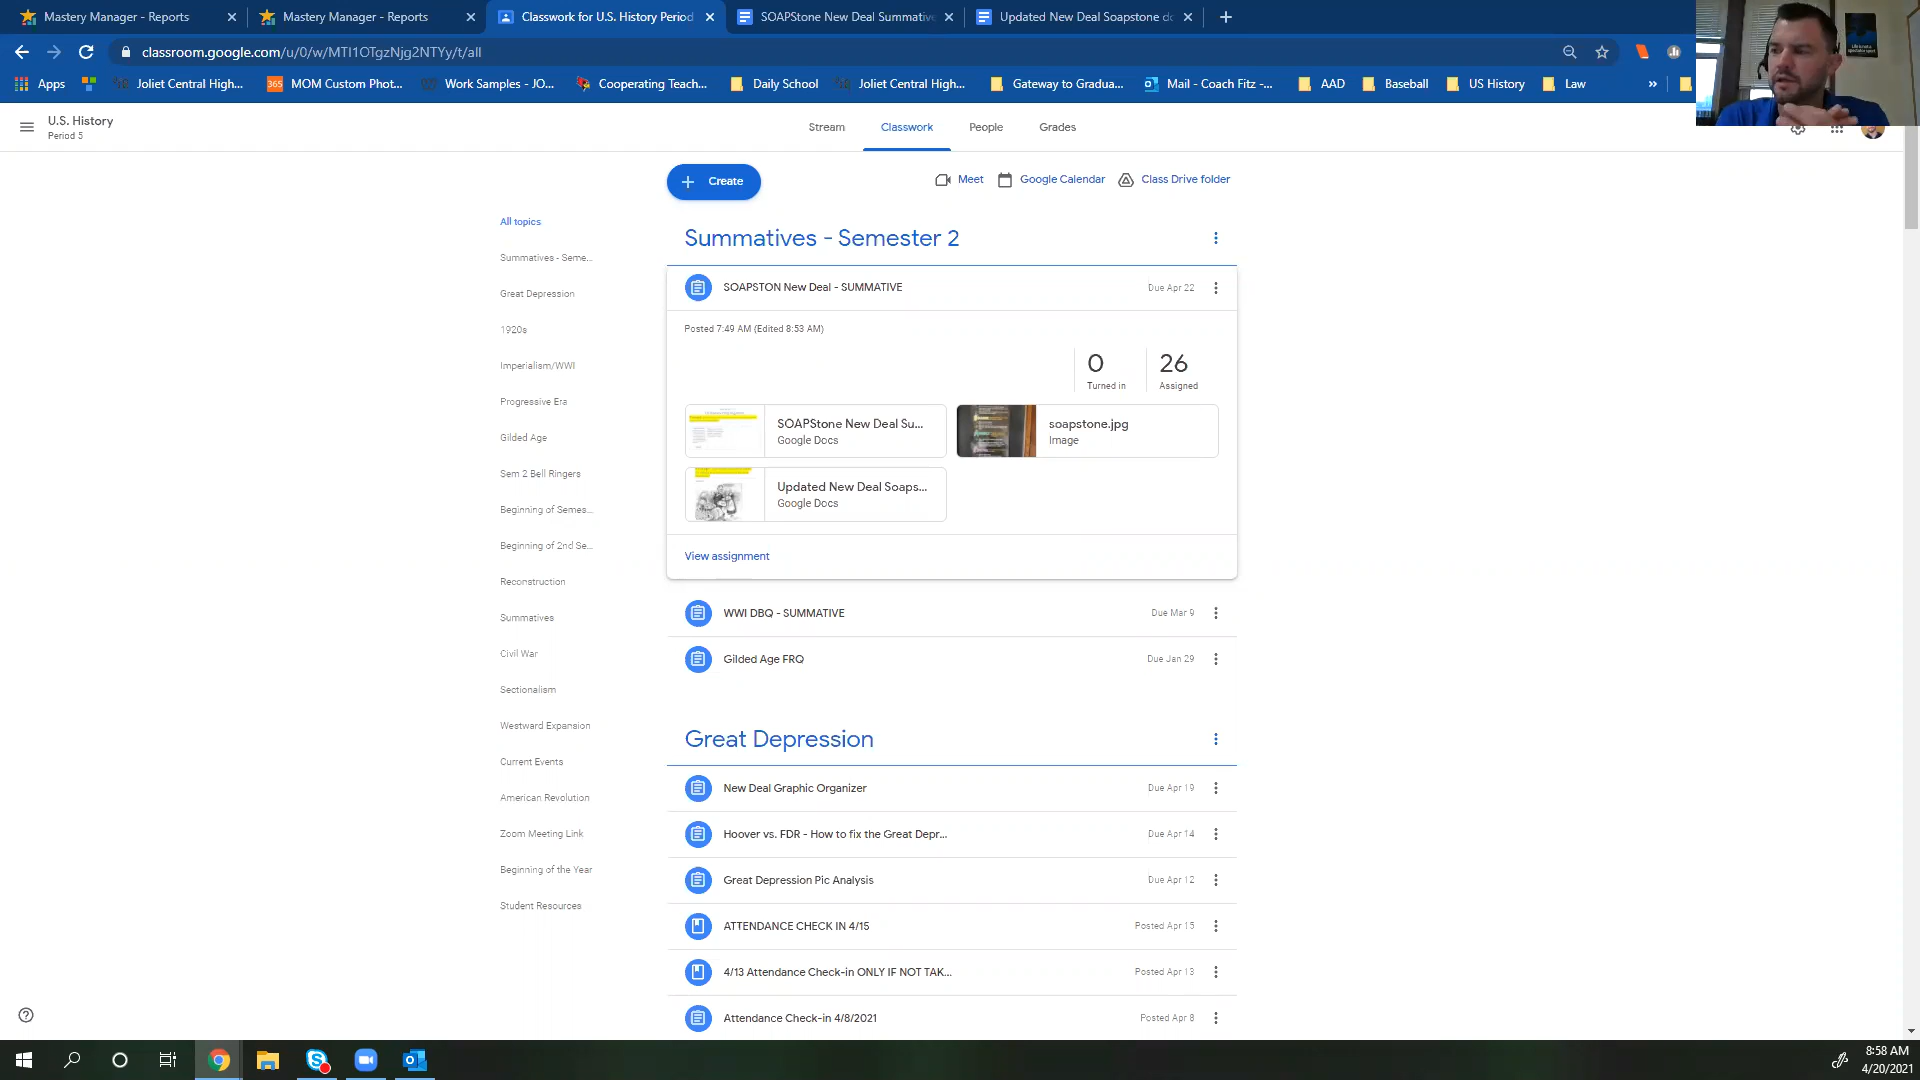 Mastery Manager - Reports
Mastery Manager - Reports
Classwork for U.S. History Period
SOAPStone New Deal Summative
Updated New Deal Soapstone do
classroom.google.com/u/0/w/MTI1OTgzNjg2NTYy/t/all
Apps
Joliet Central High...
MOM Custom Phot...
Work Samples - JO...
Cooperating Teach...
Daily School
Joliet Central High...
Gateway to Gradua...
Mail - Coach Fitz -...
AAD
Baseball
US History
Law
»
U.S. History
Period 5
Stream
Classwork
People
Grades
Create
Meet
Google Calendar
Class Drive folder
All topics
Summatives - Seme...
Great Depression
1920s
Imperialism/WWI
Progressive Era
Gilded Age
Sem 2 Bell Ringers
Beginning of Semes...
Beginning of 2nd Se...
Reconstruction
Summatives
Civil War
Sectionalism
Westward Expansion
Current Events
American Revolution
Zoom Meeting Link
Beginning of the Year
Student Resources
Summatives - Semester 2
SOAPSTON New Deal - SUMMATIVE
Due Apr 22
Posted 7:49 AM (Edited 8:53 AM)
0
Turned in
26
Assigned
SOAPStone New Deal Su...
Google Docs
soapstone.jpg
Image
Updated New Deal Soaps...
Google Docs
View assignment
WWI DBQ - SUMMATIVE
Due Mar 9
Gilded Age FRQ
Due Jan 29
Great Depression
New Deal Graphic Organizer
Due Apr 19
Hoover vs. FDR - How to fix the Great Depr...
Due Apr 14
Great Depression Pic Analysis
Due Apr 12
ATTENDANCE CHECK IN 4/15
Posted Apr 15
4/13 Attendance Check-in ONLY IF NOT TAK...
Posted Apr 13
Attendance Check-in 4/8/2021
Posted Apr 8
8:58 AM
4/20/2021